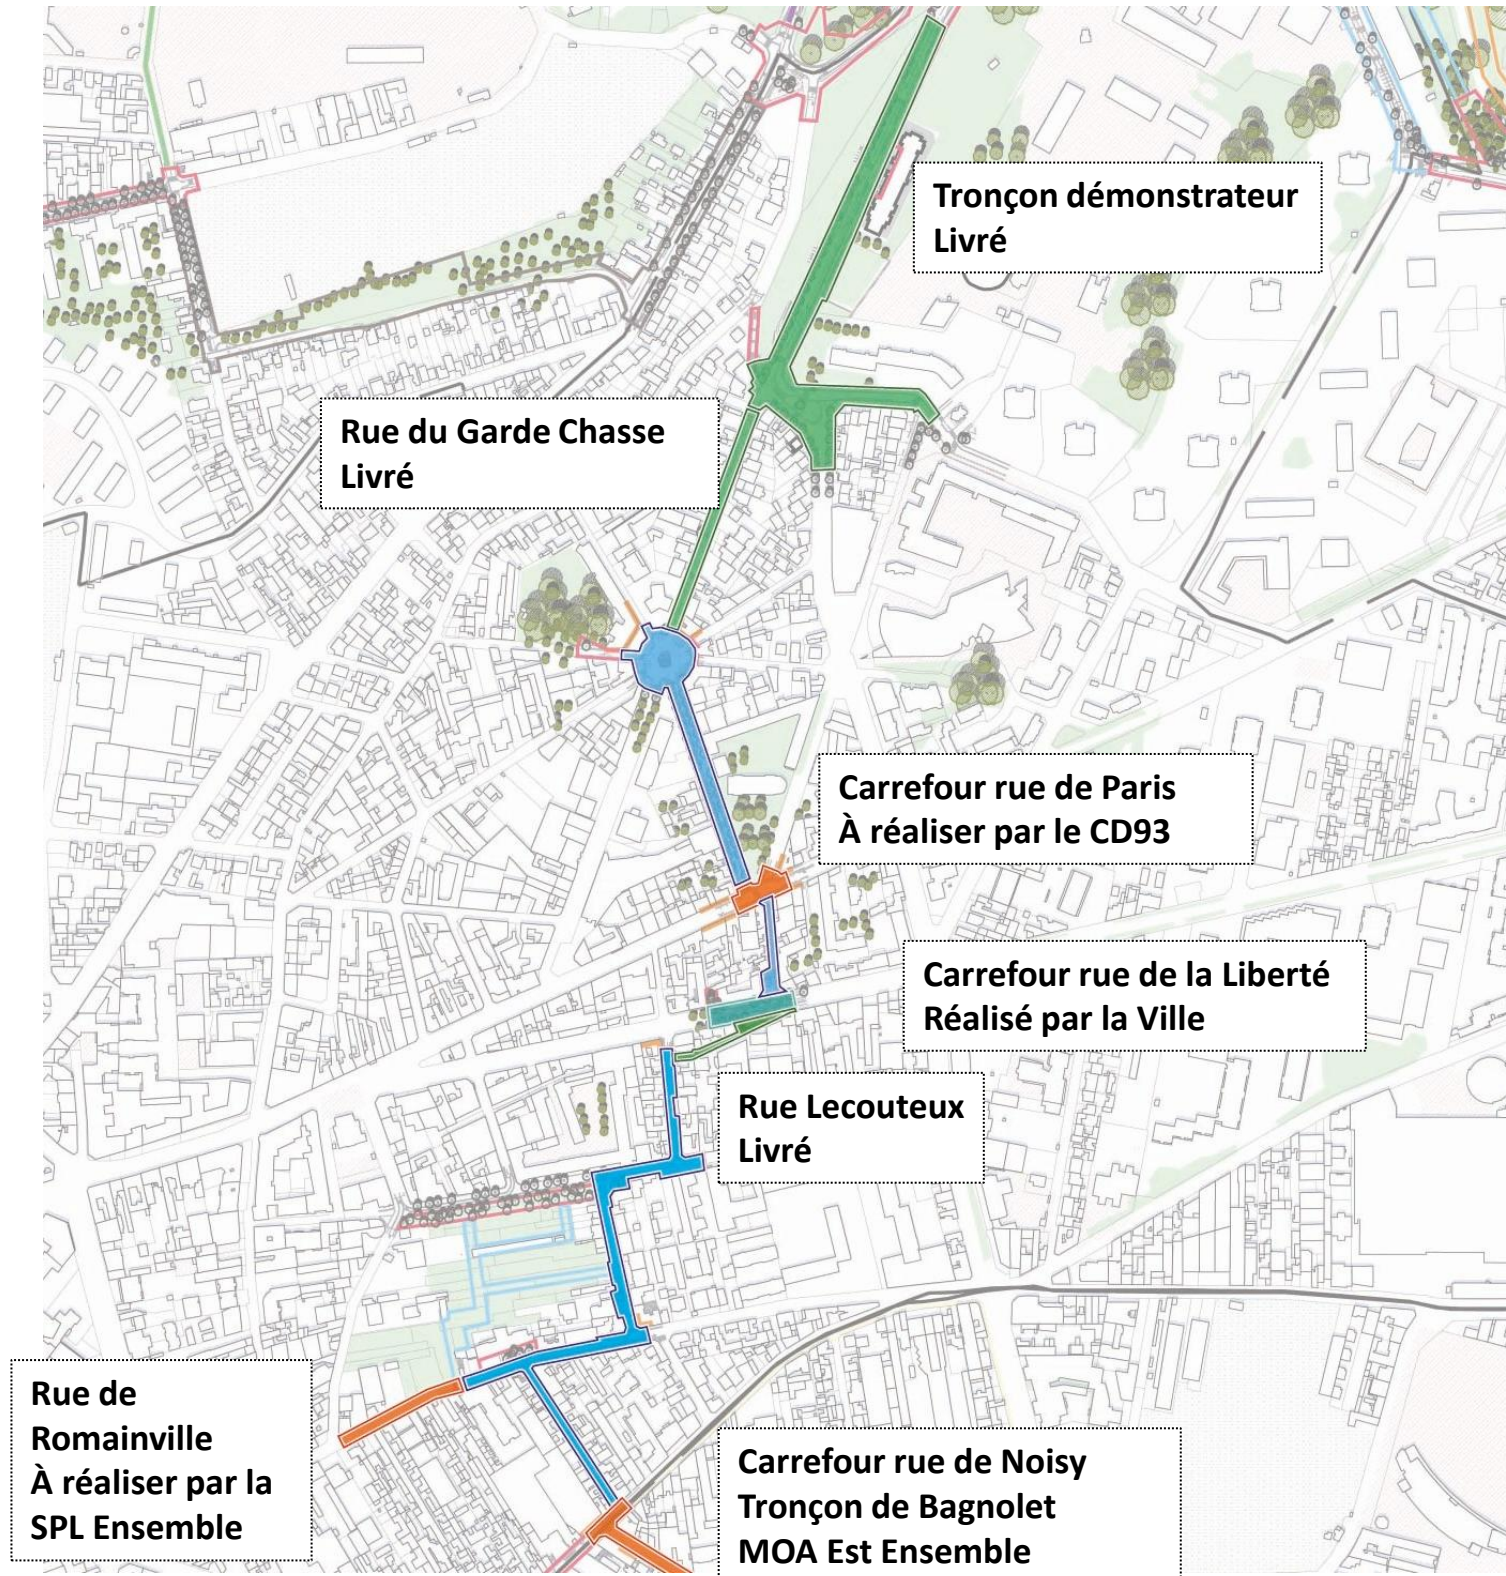 Tronçon démonstrateur
Livré
Rue du Garde Chasse
Livré
Carrefour rue de Paris
À réaliser par le CD93
Carrefour rue de la Liberté
Réalisé par la Ville
Rue Lecouteux
Livré
Rue de
Romainville
À réaliser par la
SPL Ensemble
Carrefour rue de Noisy
Tronçon de Bagnolet
MOA Est Ensemble